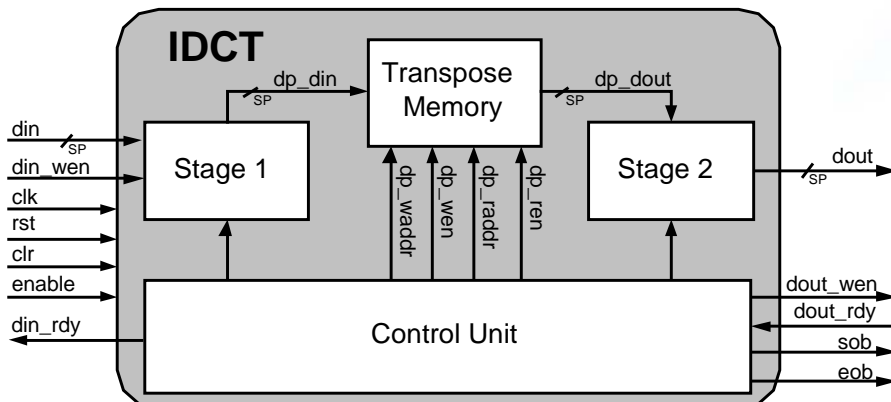 IDCT
dp_din
SP
Transpose
Memory
dp_dout
SP
din
SP
din_wen
clk
rst
clr
enable
din_rdy
Stage 1
dp_waddr
dp_wen
dp_raddr
dp_ren
Stage 2
dout
SP
Control Unit
dout_wen
dout_rdy
sob
eob